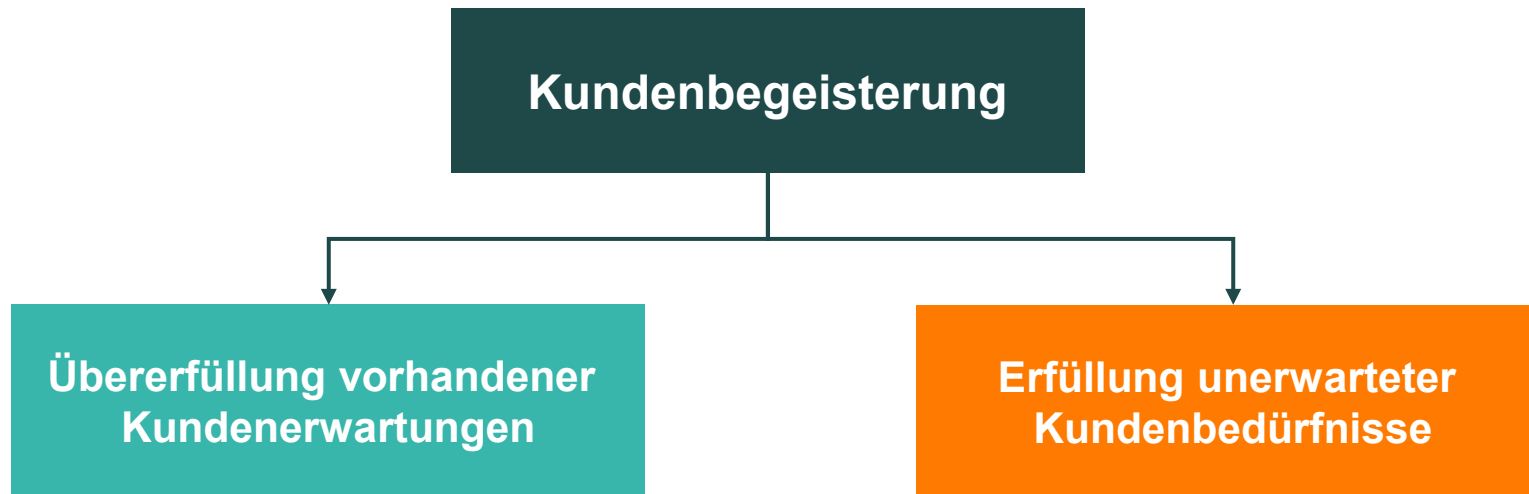 Kundenbegeisterung
Übererfüllung vorhandener
Kundenerwartungen
Erfüllung unerwarteter
Kundenbedürfnisse